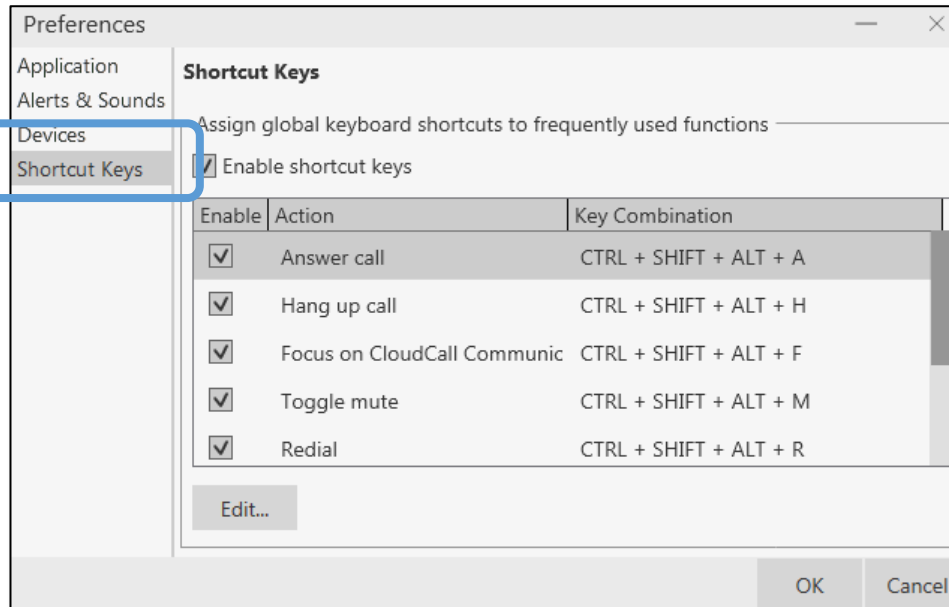 Preferences
Application
Alerts & Sounds
Devices
Shortcut Keys
Shortcut Keys
Assign global keyboard shortcuts to frequently used functions
Enable shortcut keys
Enable Action Key Combination
Answer call CTRL + SHIFT + ALT + A
Hang up call CTRL + SHIFT + ALT + H
Focus on CloudCall Communic CTRL + SHIFT + ALT + F
Toggle mute CTRL + SHIFT + ALT + M
Redial CTRL + SHIFT + ALT + R
Edit...
OK Cancel